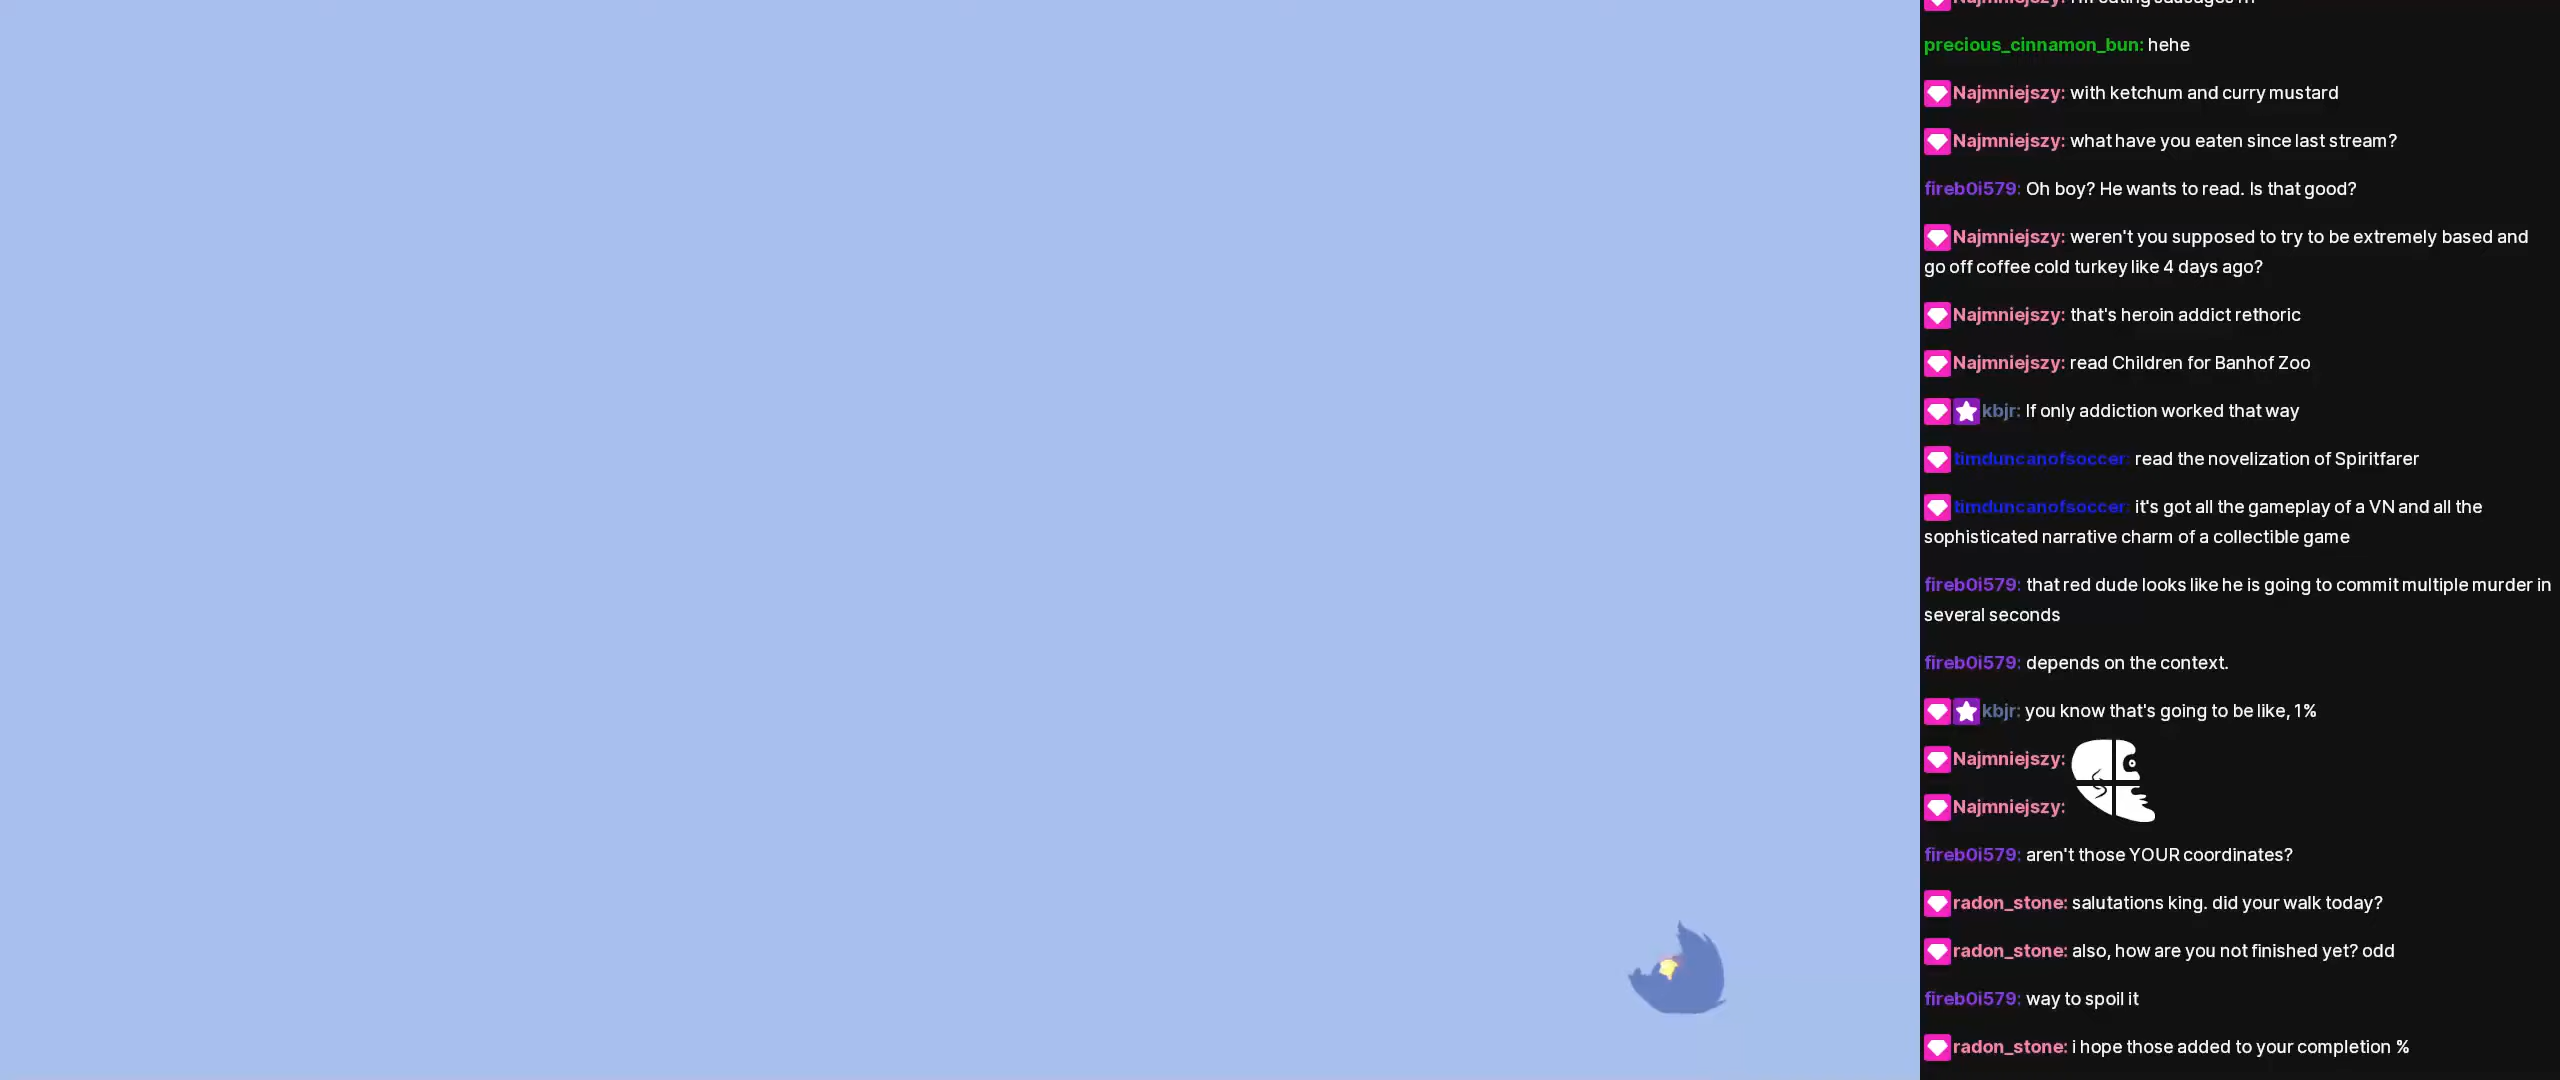 Najmniejszy: I'm eating sausages rn
precious_cinnamon_bun: hehe
Najmniejszy: with ketchum and curry mustard
Najmniejszy: what have you eaten since last stream?
fireb0i579: Oh boy? He wants to read. Is that good?
Najmniejszy: weren't you supposed to try to be extremely based and
go off coffee cold turkey like 4 days ago?
Najmniejszy: that's heroin addict rethoric
Najmniejszy: read Children for Banhof Zoo
kbjr: If only addiction worked that way
timduncanofsoccer: read the novelization of Spiritfarer
timduncanofsoccer: it's got all the gameplay of a VN and all the
sophisticated narrative charm of a collectible game
fireb0i579: that red dude looks like he is going to commit multiple murder in
several seconds
fireb0i579: depends on the context.
kbjr: you know that's going to be like, 1%
Najmniejszy:
Najmniejszy:
fireb0i579: aren't those YOUR coordinates?
radon_stone: salutations king. did your walk today?
radon_stone: also, how are you not finished yet? odd
fireb0i579: way to spoil it
radon_stone: i hope those added to your completion %